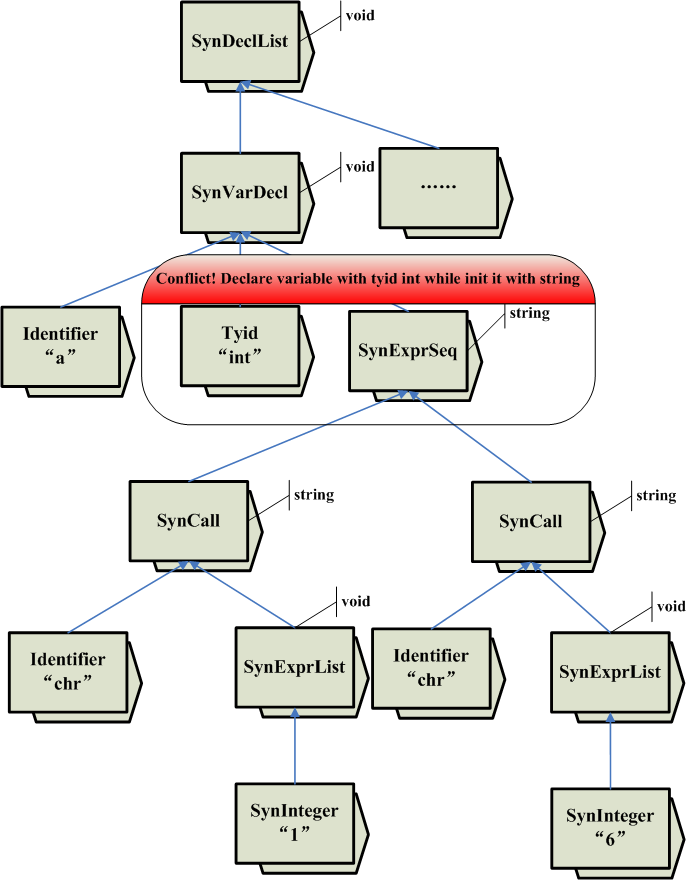 void
SynDeclList
void
SynVarDecl
……
Conflict! Declare variable with tyid int while init it with string
Identifier
“a”
Tyid
“int”
string
SynExprSeq
string
SynCall
string
SynCall
void
void
Identifier
“chr”
SynExprList
Identifier
“chr”
SynExprList
SynInteger
“1”
SynInteger
“6”